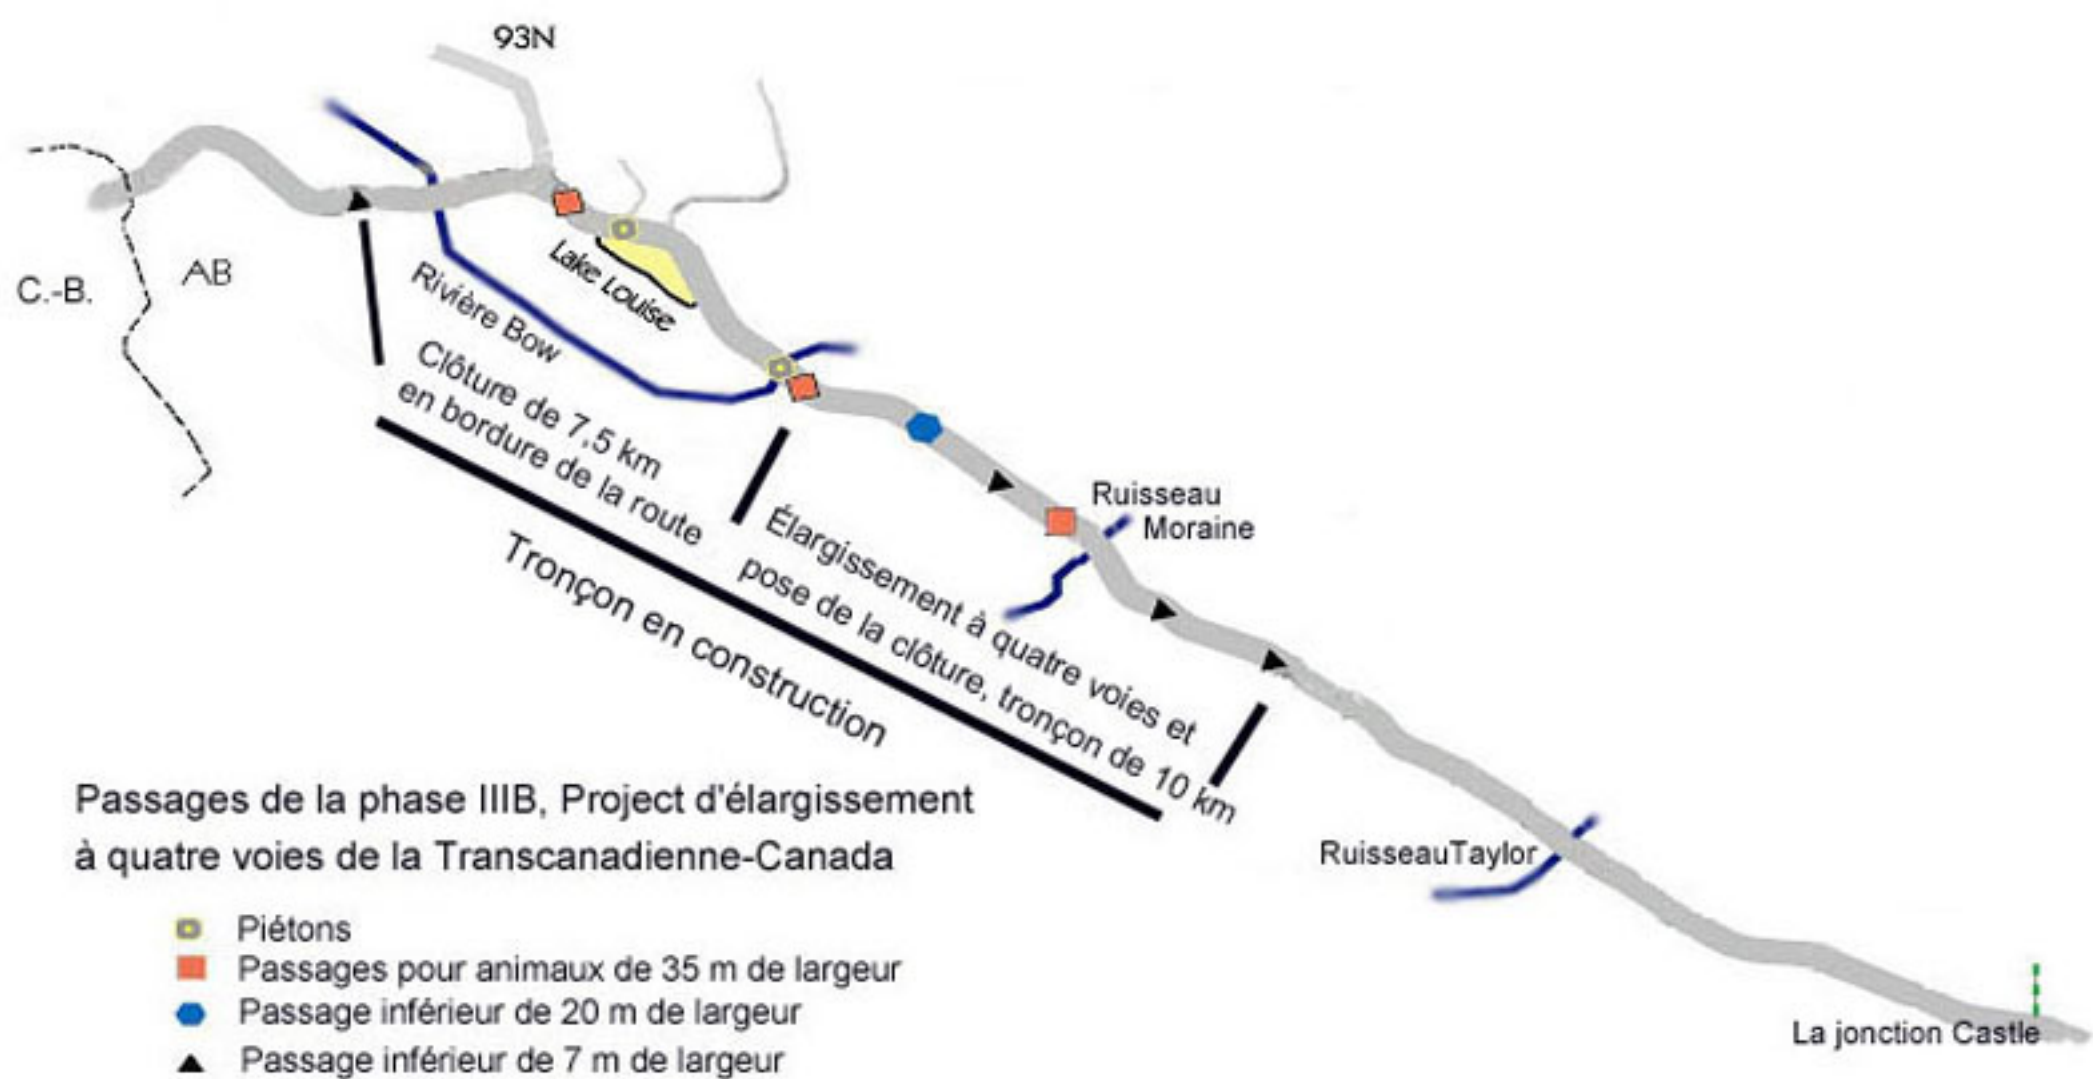 93N
C.-B.
AB
Lake Louise
Rivière Bow
Clôture de 7,5 km
en bordure de la route
Ruisseau
Moraine
Élargissement à quatre voies et
pose de la clôture, tronçon de 10 km
Tronçon en construction
RuisseauTaylor
La jonction Castle
Passages de la phase IIIB, Project d'élargissement
à quatre voies de la Transcanadienne-Canada
Piétons
Passages pour animaux de 35 m de largeur
Passage inférieur de 20 m de largeur
Passage inférieur de 7 m de largeur